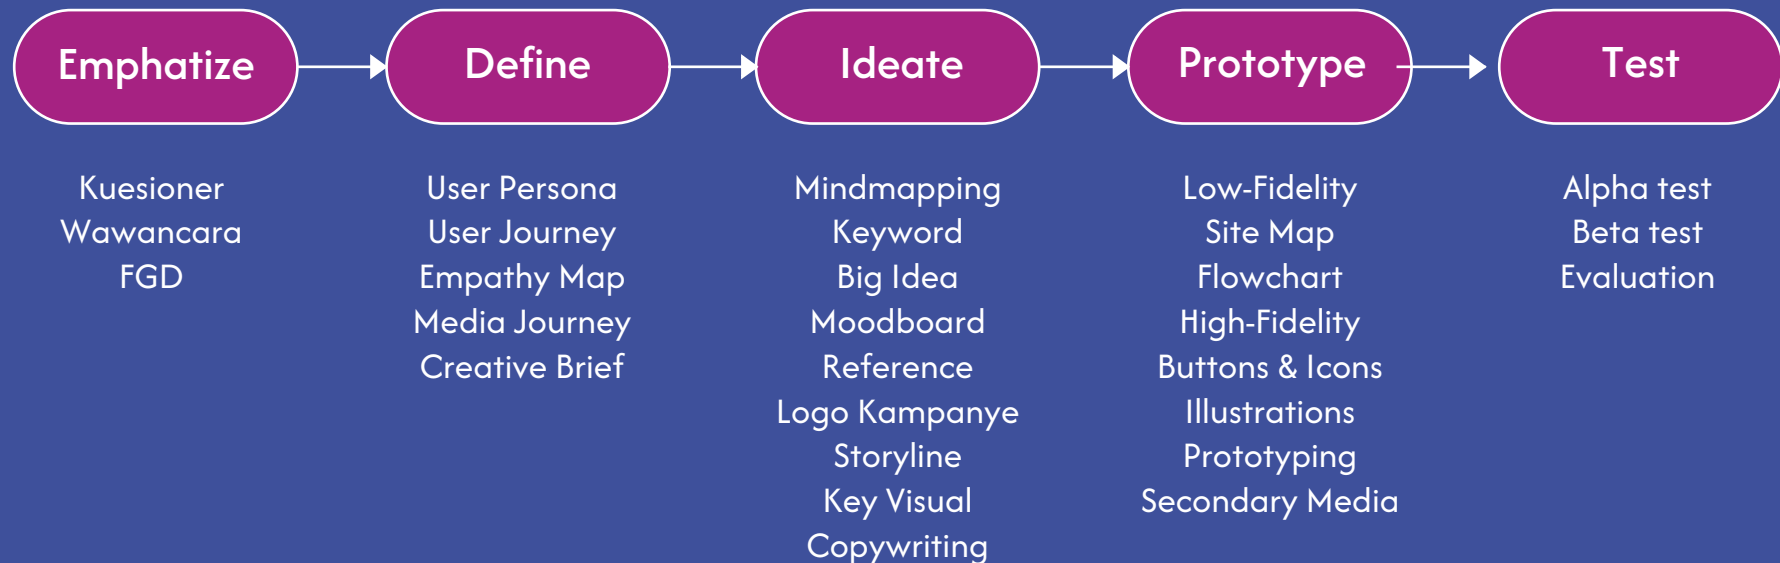 Emphatize
Define
Ideate
Prototype
Test
Kuesioner
Wawancara
FGD
User Persona
User Journey
Empathy Map
Media Journey
Creative Brief
Mindmapping
Keyword
Big Idea
Moodboard
Reference
Logo Kampanye
Storyline
Key Visual
Copywriting
Low-Fidelity
Site Map
Flowchart
High-Fidelity
Buttons & Icons
Illustrations
Prototyping
Secondary Media
Alpha test
Beta test
Evaluation